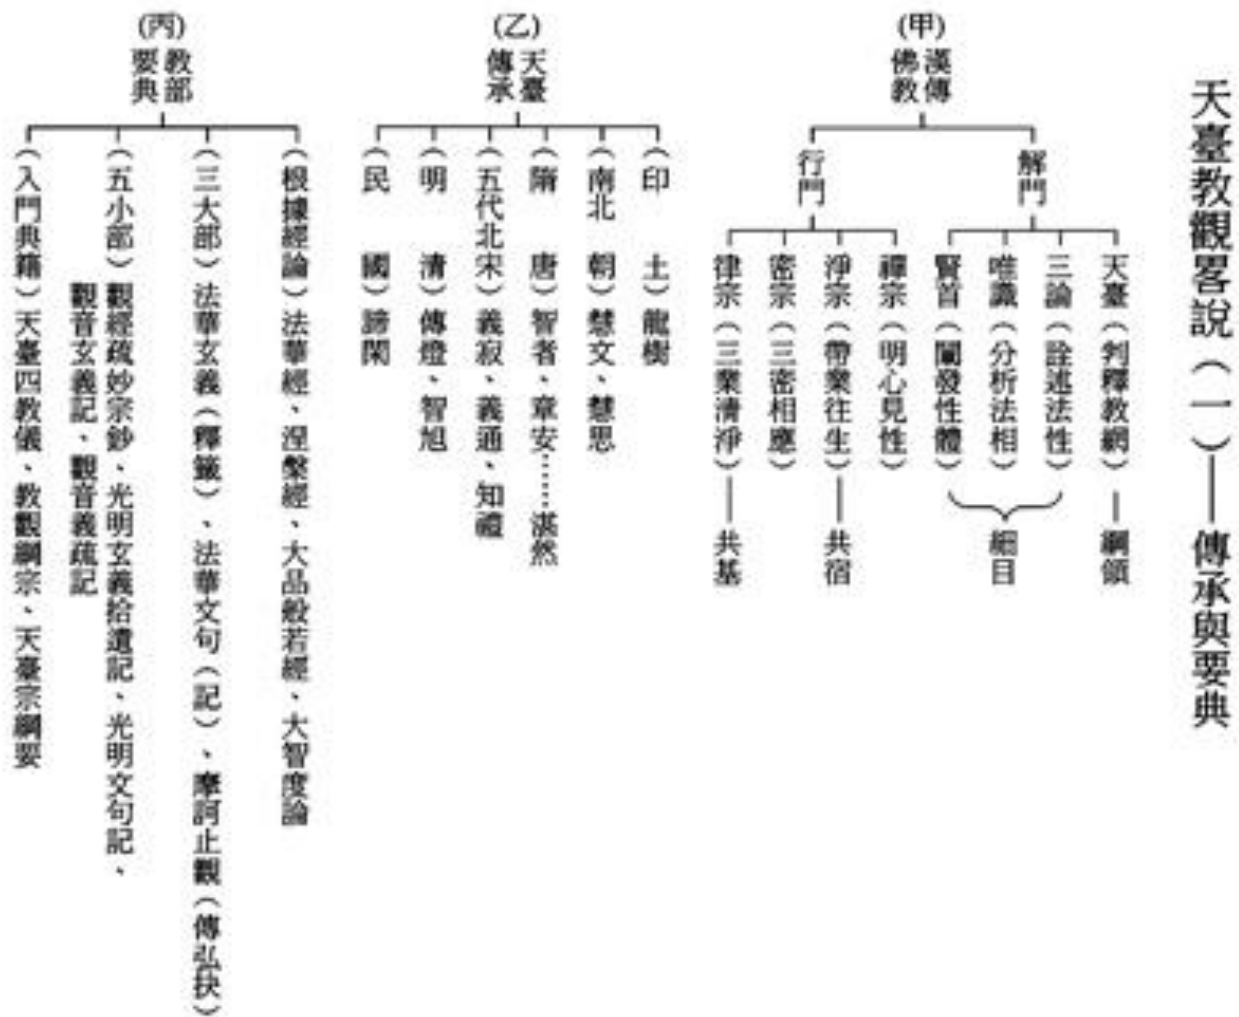 天臺教觀畧說（一）——傳承與要典
(甲)
漢傳
佛教
解門
天臺（判釋教網）—綱領
三論（詮述法性）
唯識（分析法相）
細目
賢首（闡發性體）
行門
禪宗（明心見性）
淨宗（帶業往生）—共宿
密宗（三密相應）
律宗（三業清淨）—共基
(乙)
天臺
傳承
（印土）龍樹
（南北朝）慧文、慧思
（隋唐）智者、章安……湛然
（五代北宋）義寂、義通、知禮
（明清）傳燈、智旭
（民國）諦閑
(丙)
教部
要典
（根據經論）法華經、涅槃經、大品般若經、大智度論
（三大部）法華玄義（釋籤）、法華文句（記）、摩訶止觀（傳弘抉）
（五小部）觀經疏妙宗鈔、光明玄義拾遺記、光明文句記、
觀音玄義記、觀音義疏記
（入門典籍）天臺四教儀、教觀綱宗、天臺宗綱要